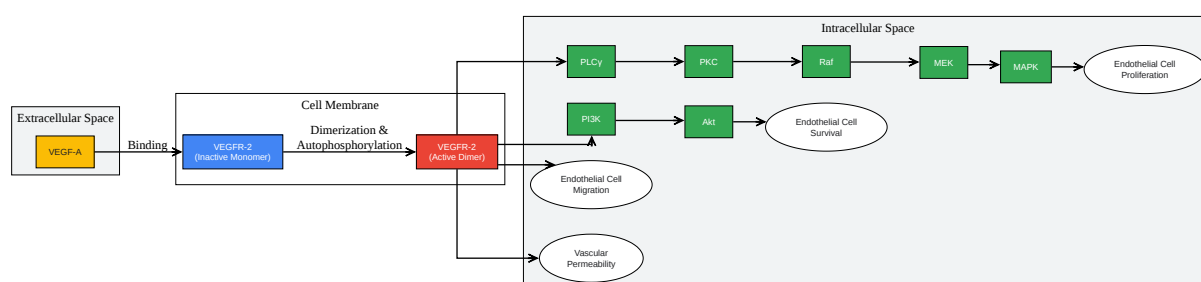 Intracellular Space
PLCγ
PKC
Raf
MEK
MAPK
Endothelial Cell
Proliferation
Cell Membrane
Extracellular Space
PI3K
Akt
Endothelial Cell
Survival
VEGF-A
Binding
VEGFR-2
(Inactive Monomer)
Dimerization &
Autophosphorylation
VEGFR-2
(Active Dimer)
Endothelial Cell
Migration
Vascular
Permeability